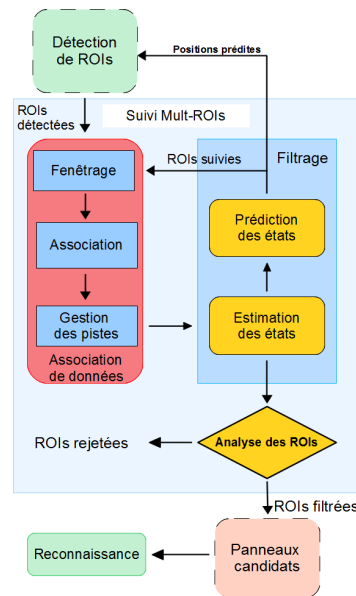 Détection
de ROIs
Positions prédites
ROIs
détectées
Suivi Mult-ROIs
ROIs suivies
Filtrage
Fenêtrage
Association
Gestion
des pistes
Association
de données
Prédiction
des états
Estimation
des états
Analyse des ROIs
ROIs rejetées
ROIs filtrées
Reconnaissance
Panneaux
candidats